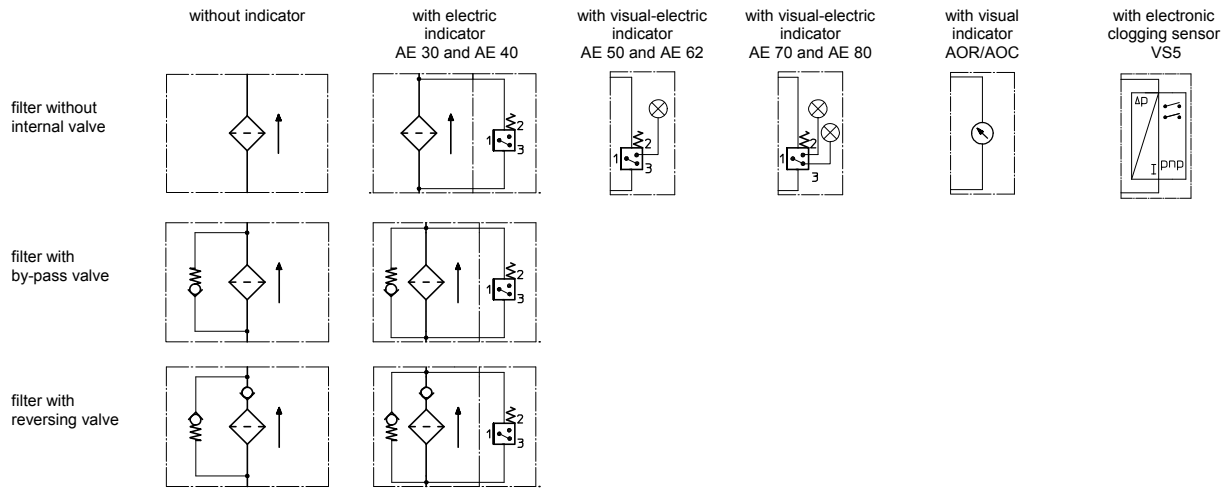 without indicator
with electric
indicator
AE 30 and AE 40
with visual-electric
indicator
AE 50 and AE 62
with visual-electric
indicator
AE 70 and AE 80
with visual
indicator
AOR/AOC
with electronic
clogging sensor
VS5
filter without
internal valve
1 2 3
1 2 3
1 2 3
Δp
I pnp
filter with
by-pass valve
1 2 3
filter with
reversing valve
1 2 3